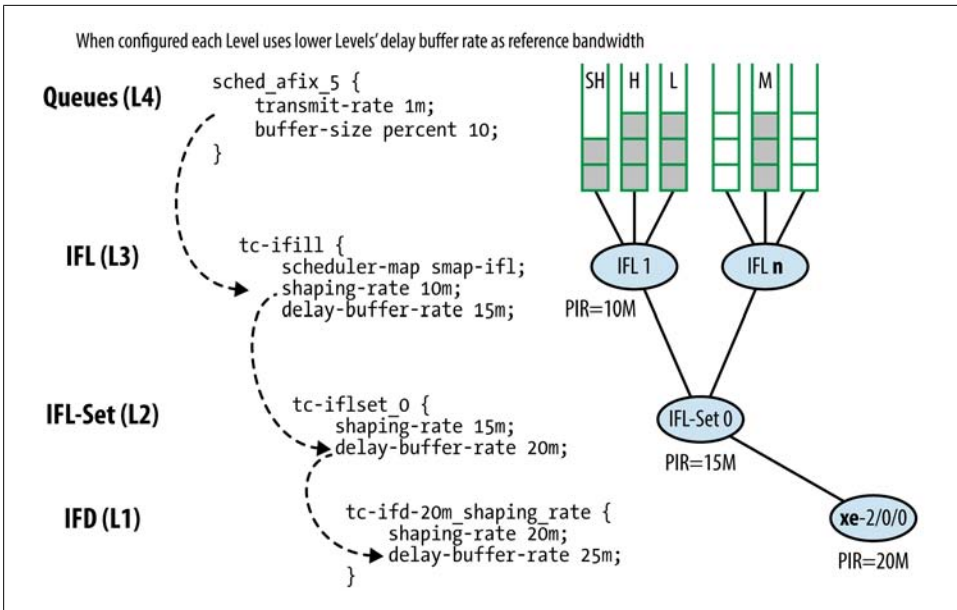 When configured each Level uses lower Levels' delay buffer rate as reference bandwidth
Queues (L4)
sched_afix_5 {
transmit-rate 1m;
buffer-size percent 10;
}
SH H L M
IFL (L3)
tc-ifill {
scheduler-map smap-ifl;
shaping-rate 10m;
delay-buffer-rate 15m;
IFL 1
IFL n
PIR=10M
IFL-Set (L2)
tc-iflset_0 {
shaping-rate 15m;
delay-buffer-rate 20m;
IFL-Set 0
PIR=15M
IFD (L1)
tc-ifd-20m_shaping_rate {
shaping-rate 20m;
delay-buffer-rate 25m;
}
xe-2/0/0
PIR=20M